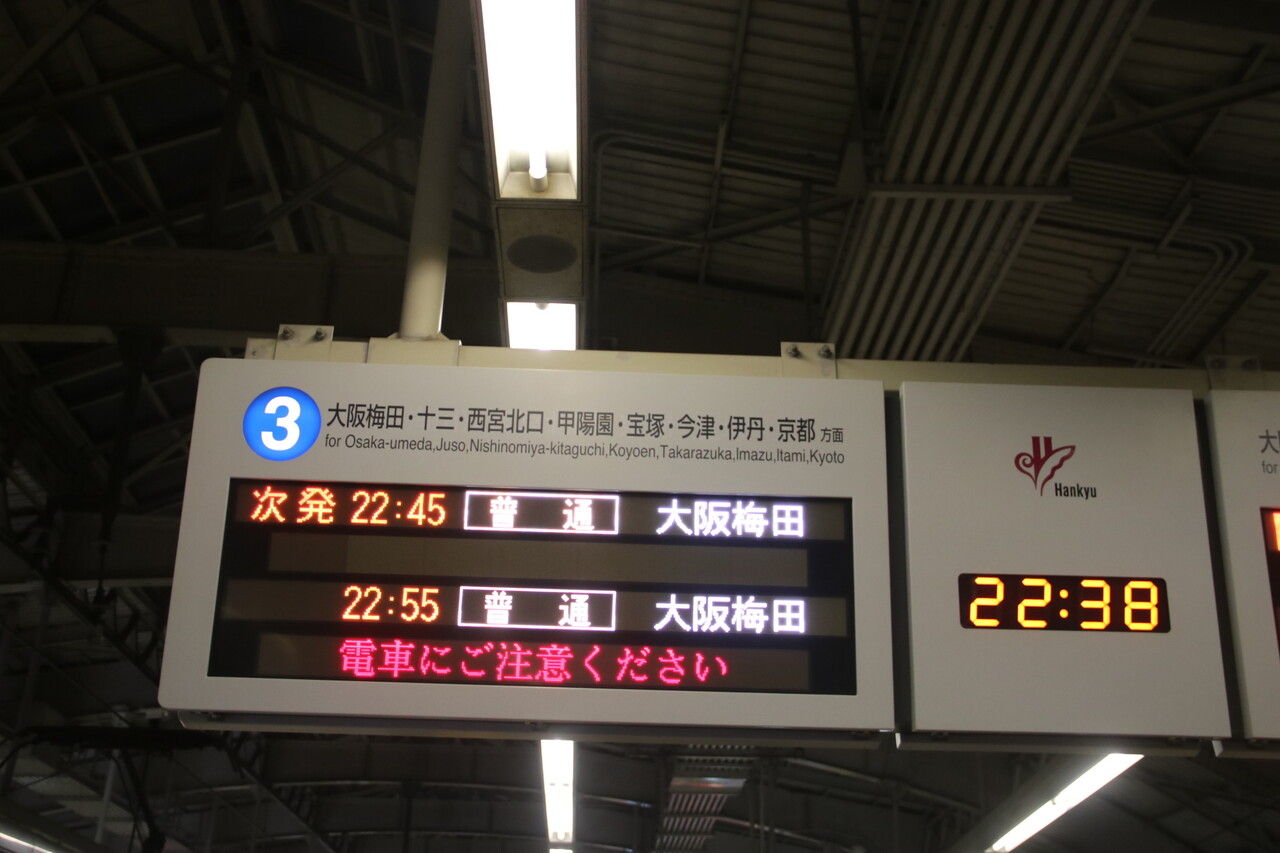 3
大阪梅田・十三・西宮北口・甲陽園・宝塚・今津・伊丹・京都 方面
for Osaka-umeda,Juso,Nishinomiya-kitaguchi,Koyoen,Takarazuka,Imazu,Itami,Kyoto
次発 22:45 普通 大阪梅田
22:55 普通 大阪梅田
電車にご注意ください
Hankyu
22:38
大
for